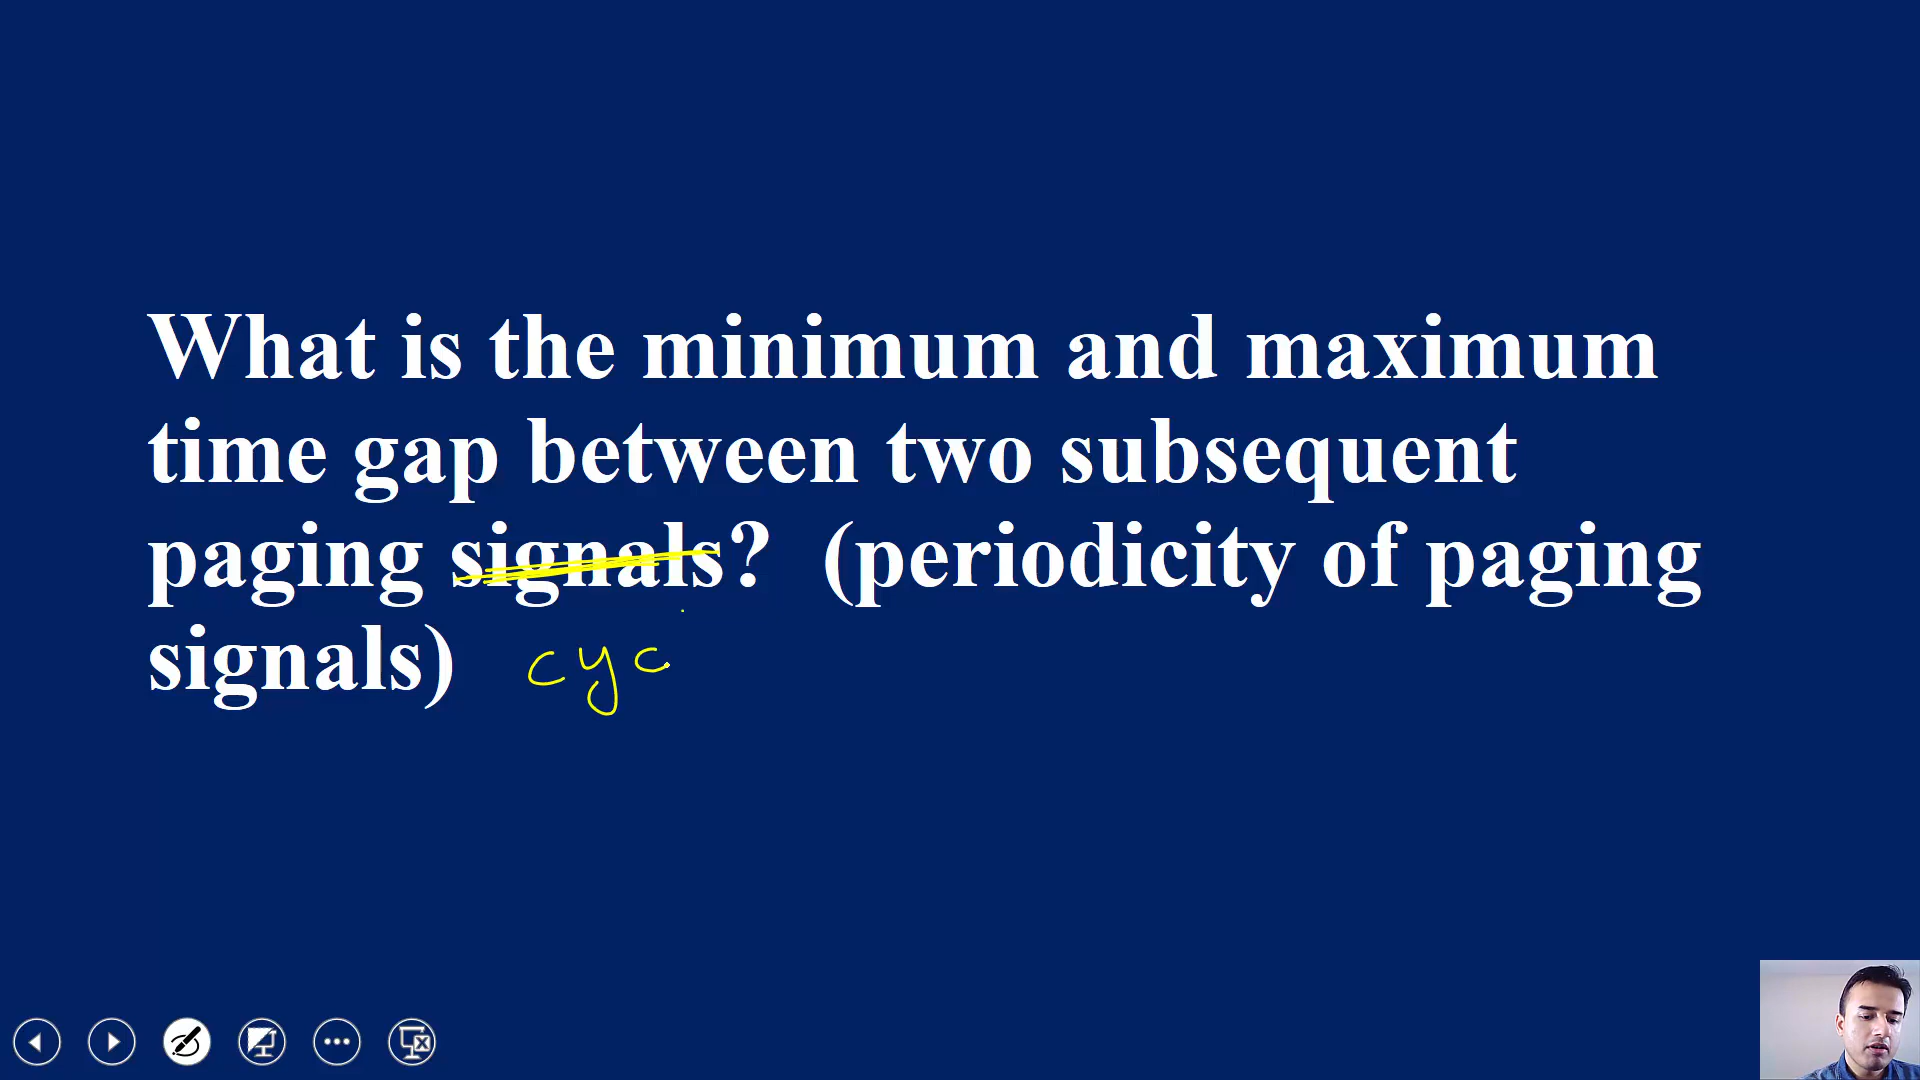 What is the minimum and maximum
time gap between two subsequent
paging signals? (periodicity of paging
signals) cyc